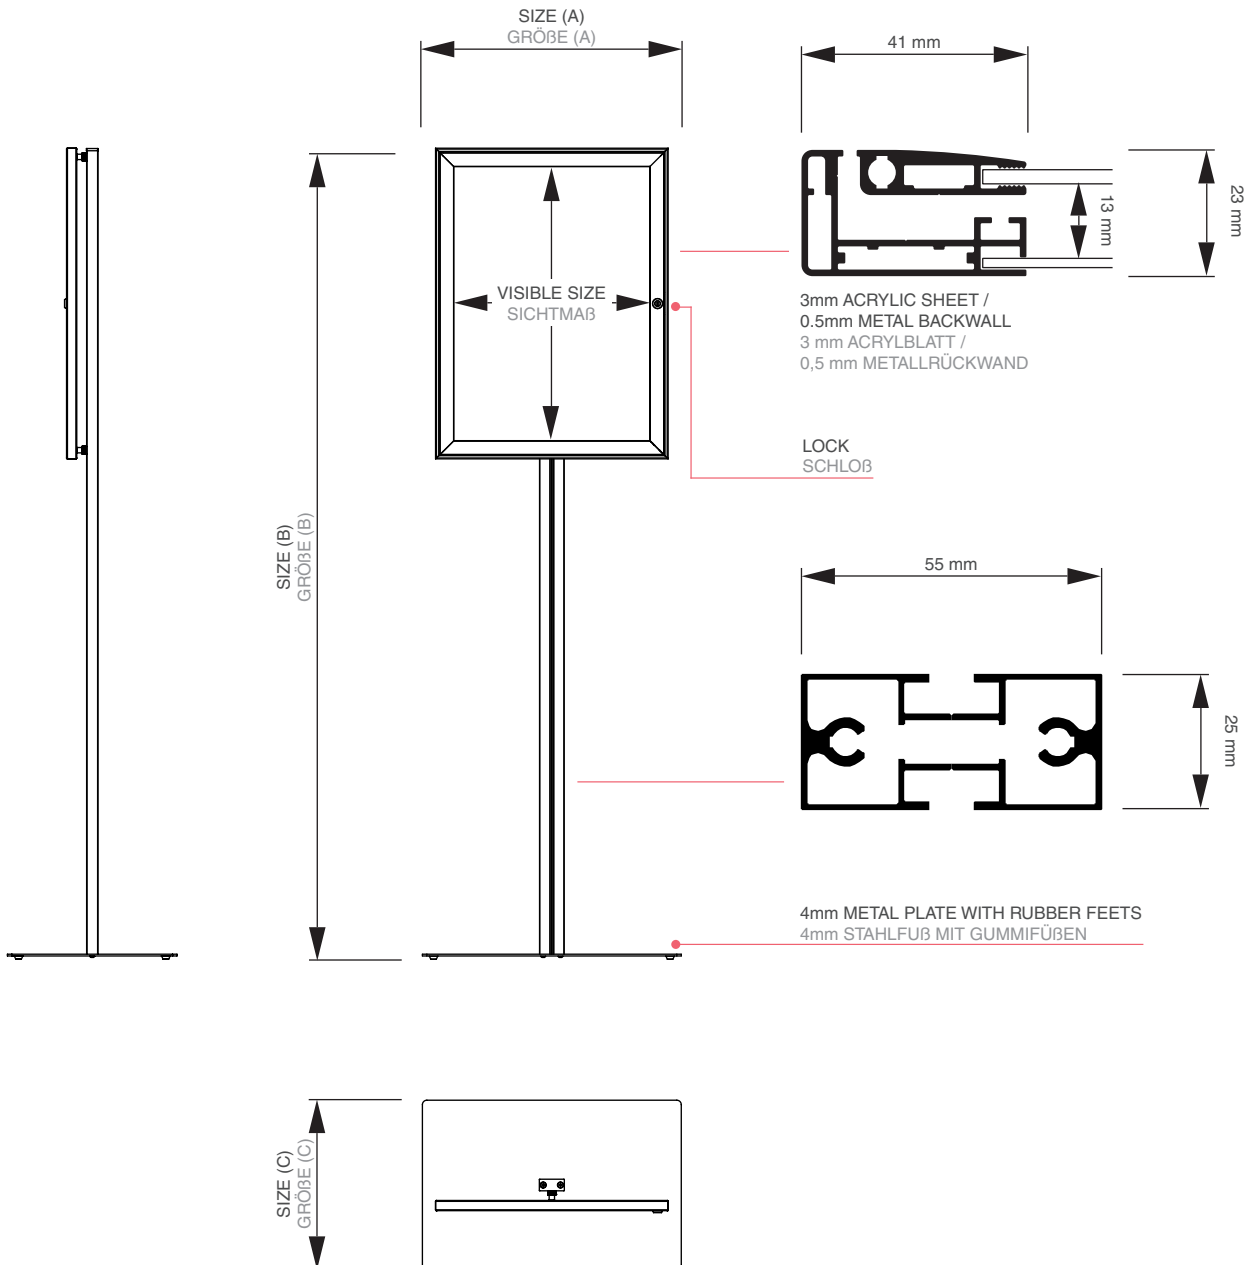 SIZE (A)
GRÖßE (A)
41 mm
23 mm
13 mm
VISIBLE SIZE
SICHTMAß
3mm ACRYLIC SHEET /
0.5mm METAL BACKWALL
3 mm ACRYLBLATT /
0,5 mm METALLRÜCKWAND
LOCK
SCHLOß
SIZE (B)
GRÖßE (B)
55 mm
25 mm
4mm METAL PLATE WITH RUBBER FEETS
4mm STAHLFUß MIT GUMMIFÜßEN
SIZE (C)
GRÖßE (C)